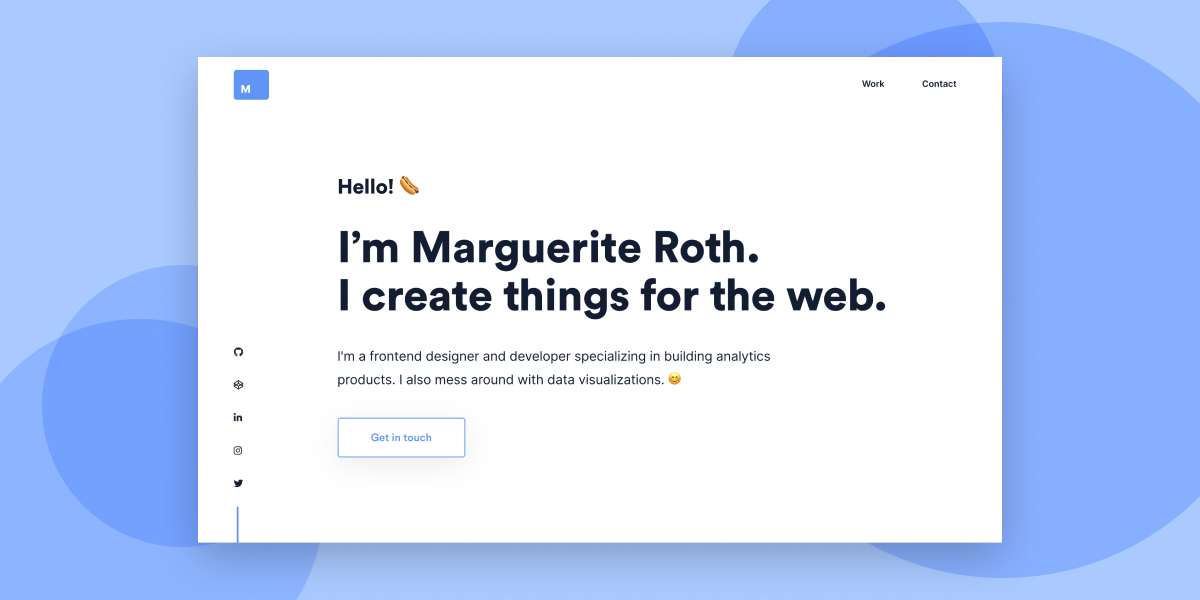 M
Work
Contact
Hello! 🌭
I’m Marguerite Roth.
I create things for the web.
I'm a frontend designer and developer specializing in building analytics
products. I also mess around with data visualizations. 😊
Get in touch
in